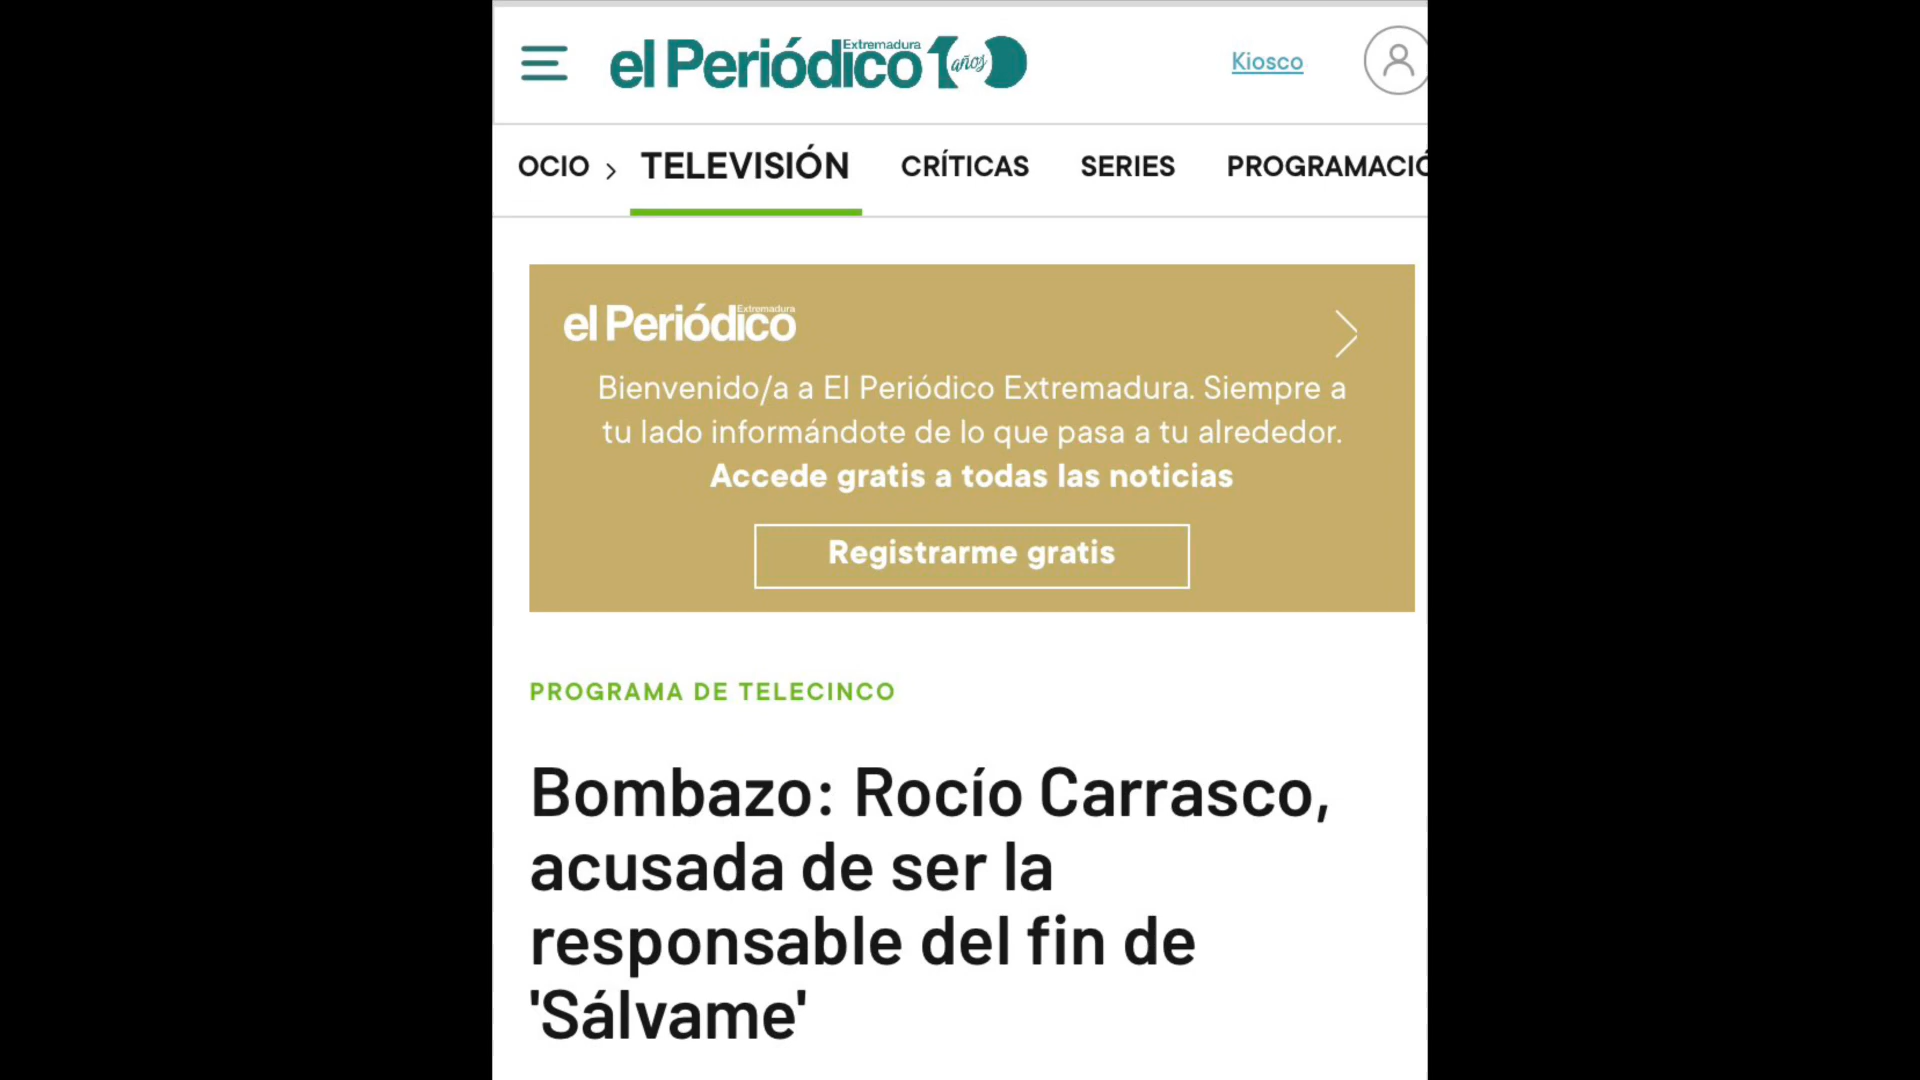 el Periódico Extremadura 100 años
Kiosco
OCIO > TELEVISIÓN CRÍTICAS SERIES PROGRAMACIÓ
el Periódico Extremadura
Bienvenido/a a El Periódico Extremadura. Siempre a
tu lado informándote de lo que pasa a tu alrededor.
Accede gratis a todas las noticias
Registrarme gratis
PROGRAMA DE TELECINCO
Bombazo: Rocío Carrasco,
acusada de ser la
responsable del fin de
'Sálvame'